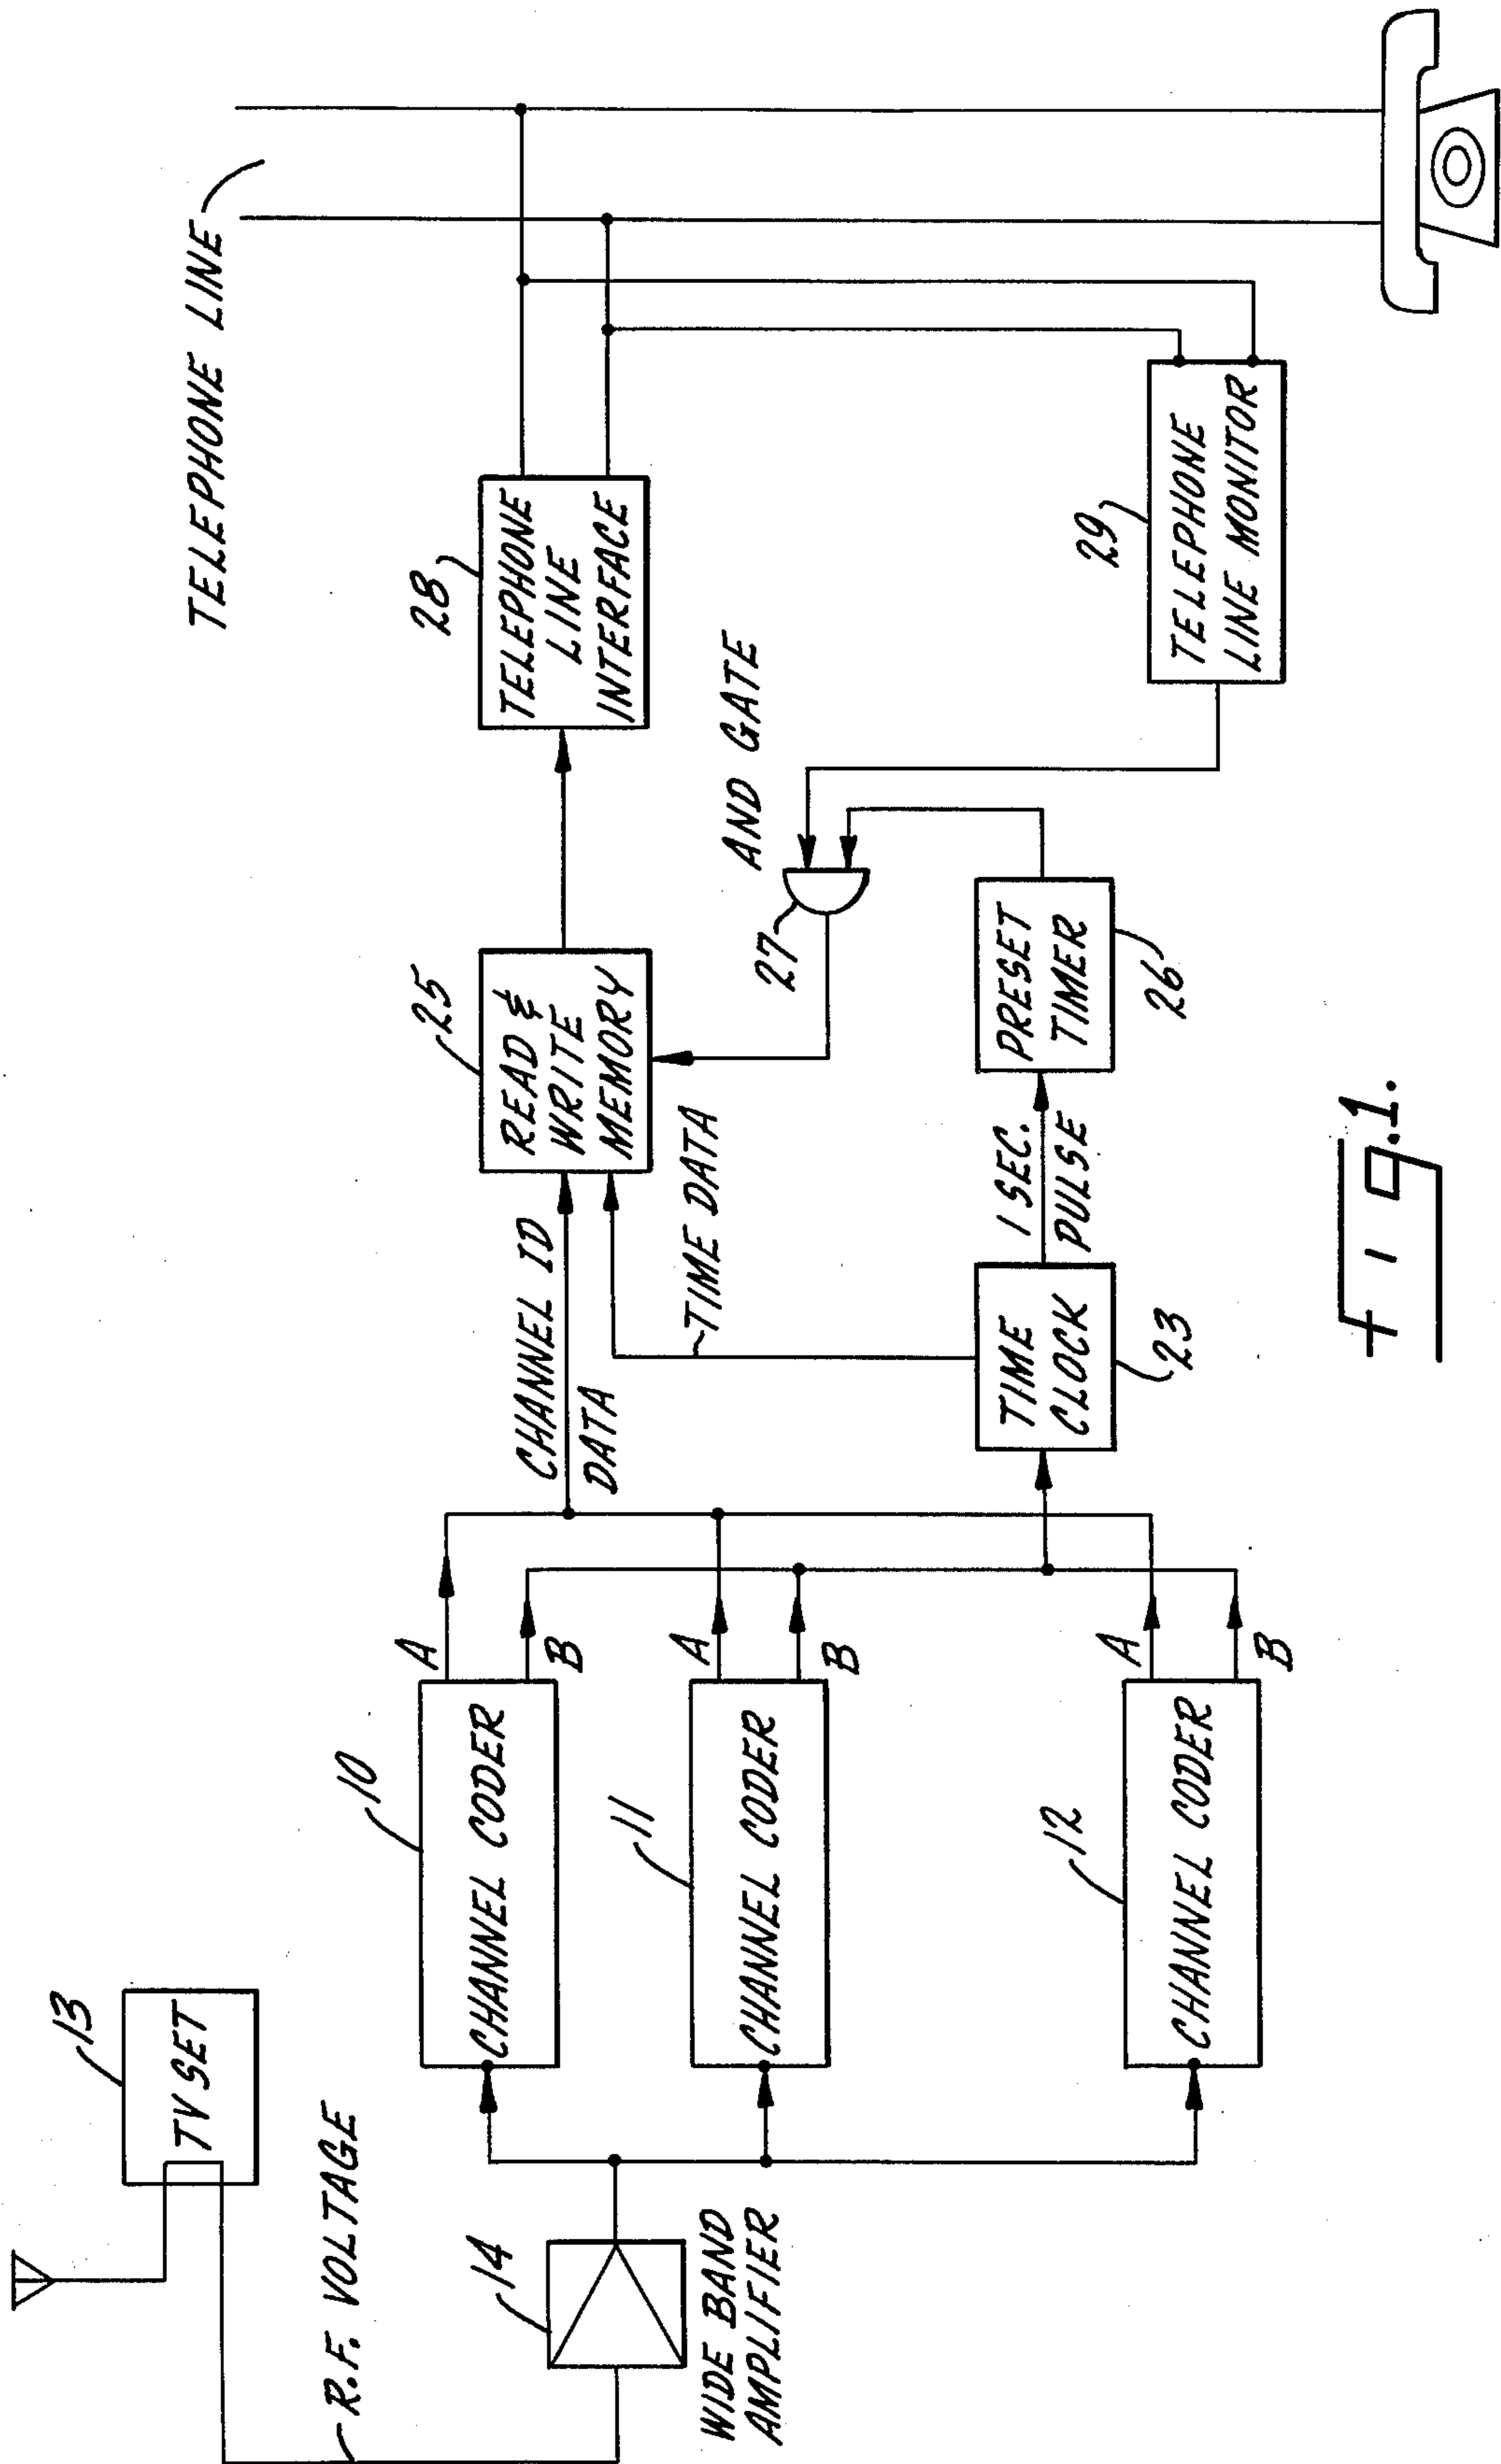 13
TV SET
R.F. VOLTAGE
14
WIDE BAND
AMPLIFIER
10
CHANNEL CODER
A
B
11
CHANNEL CODER
A
B
12
CHANNEL CODER
A
B
CHANNEL ID
DATA
TIME DATA
TIME
CLOCK
23
1 SEC.
PULSE
25
READ &
WRITE
MEMORY
PRESET
TIMER
26
27
AND GATE
28
TELEPHONE
LINE
INTERFACE
29
TELEPHONE
LINE MONITOR
TELEPHONE LINE
Fig.1.